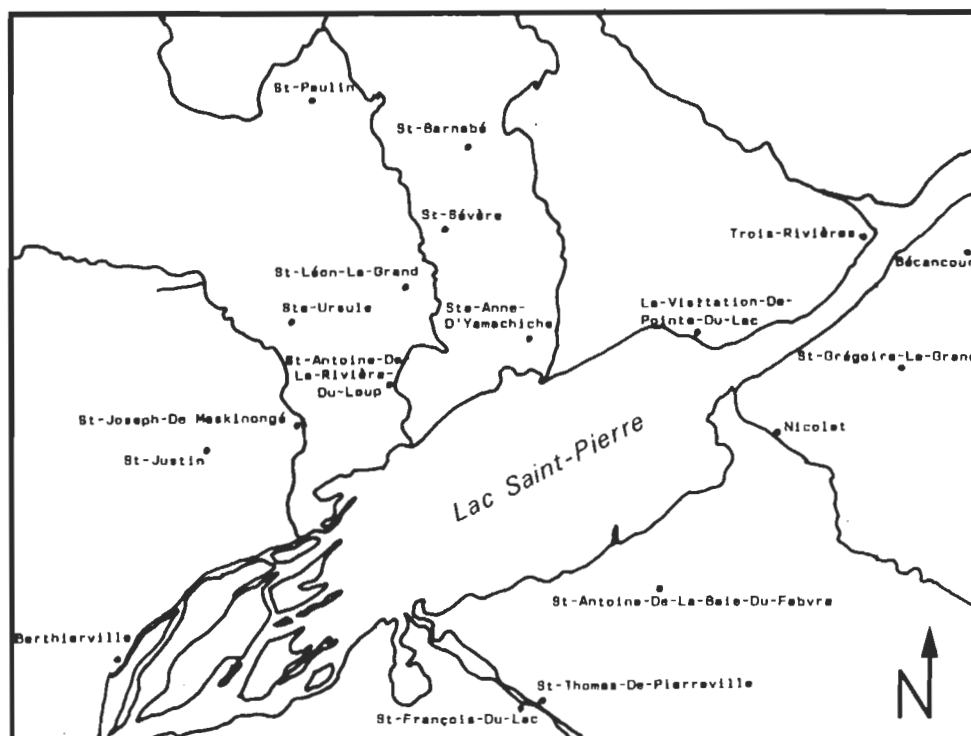 St-Paulin
St-Barnabé
St-Sévère
Trois-Rivières
Bécancour
St-Léon-Le-Grand
Ste-Ursule
Ste-Anne-
D'Yamachiche
La-Visitation-De-
Pointe-Du-Lac
St-Antoine-De-
La-Rivière-
Du-Loup
St-Grégoire-Le-Grand
St-Joseph-De Maskinongé
Nicolet
St-Justin
Lac Saint-Pierre
St-Antoine-De-La-Baie-Du-Febvre
Berthierville
St-Thomas-De-Pierreville
St-François-Du-Lac
N